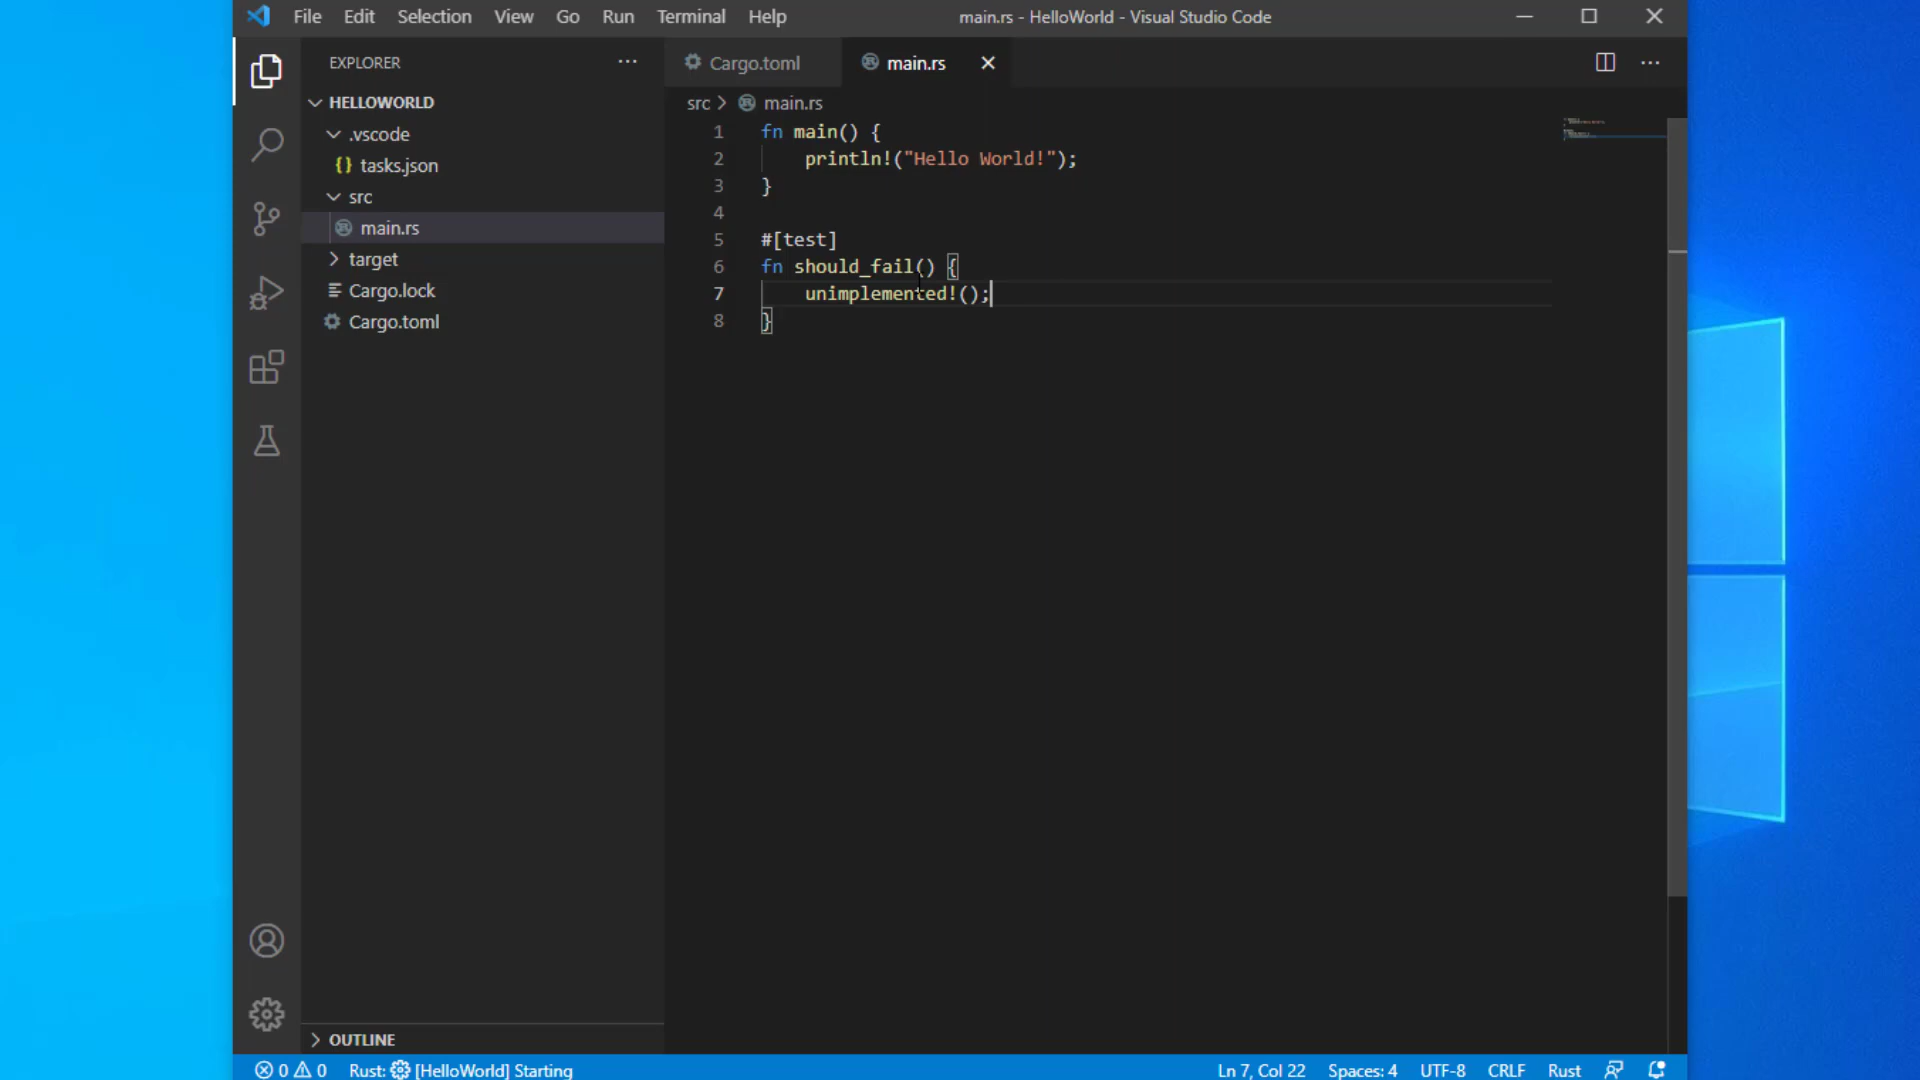 File Edit Selection View Go Run Terminal Help main.rs - HelloWorld - Visual Studio Code
EXPLORER
HELLOWORLD
.vscode
{} tasks.json
src
main.rs
target
Cargo.lock
Cargo.toml
OUTLINE
Cargo.toml main.rs
src > main.rs
1 fn main() {
2 println!("Hello World!");
3 }
4
5 #[test]
6 fn should_fail() {
7 unimplemented!();
8 }
0 0 Rust: [HelloWorld] Starting Ln 7, Col 22 Spaces: 4 UTF-8 CRLF Rust